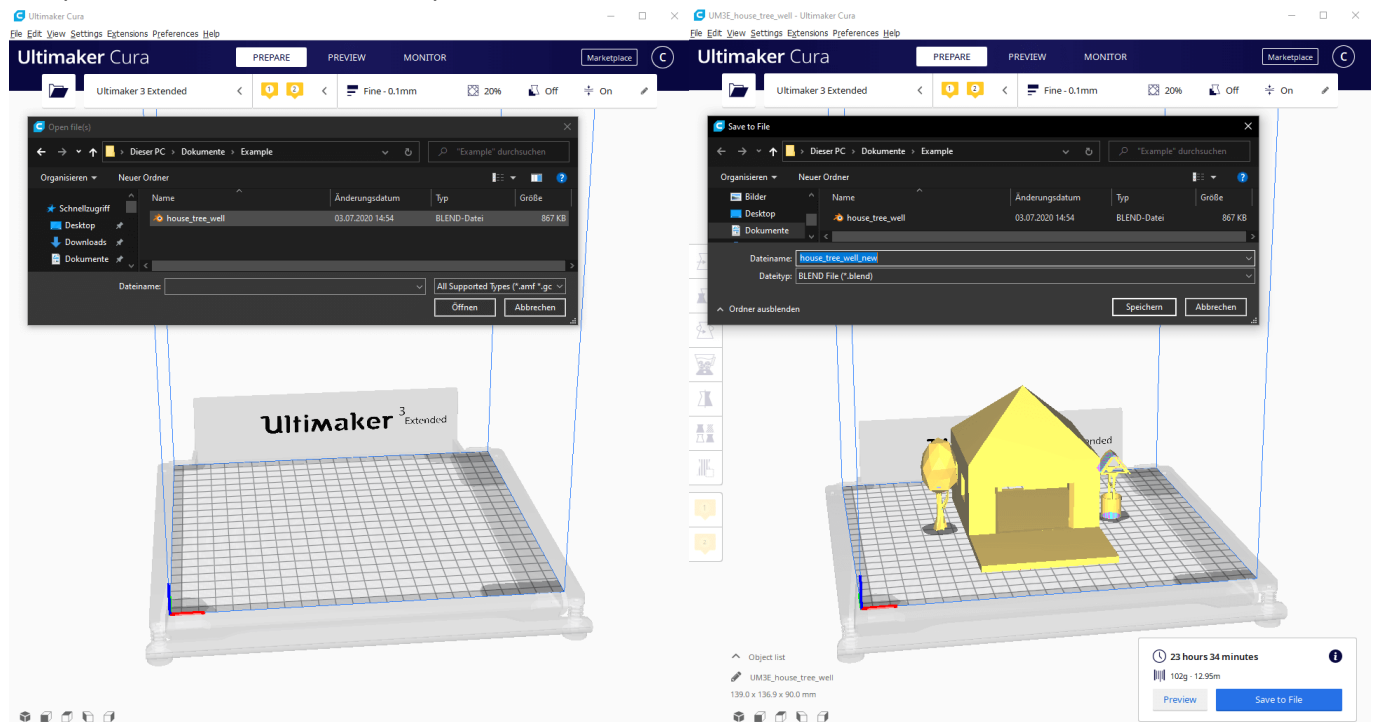 Ultimaker Cura
File Edit View Settings Extensions Preferences Help
Ultimaker Cura
PREPARE PREVIEW MONITOR
Marketplace C
Ultimaker 3 Extended
1 2
Fine - 0.1mm 20% Off On
Open file(s)
Dieser PC > Dokumente > Example
"Example" durchsuchen
Organisieren Neuer Ordner
Name Änderungsdatum Typ Größe
Schnellzugriff
house_tree_well 03.07.2020 14:54 BLEND-Datei 867 KB
Desktop
Downloads
Dokumente
Dateiname: All Supported Types (*.amf *.gc
Öffnen Abbrechen
Ultimaker 3 Extended
UM3E_house_tree_well - Ultimaker Cura
File Edit View Settings Extensions Preferences Help
Ultimaker Cura
PREPARE PREVIEW MONITOR
Marketplace C
Ultimaker 3 Extended
1 2
Fine - 0.1mm 20% Off On
Save to File
Dieser PC > Dokumente > Example
"Example" durchsuchen
Organisieren Neuer Ordner
Bilder
Name Änderungsdatum Typ Größe
Desktop
house_tree_well 03.07.2020 14:54 BLEND-Datei 867 KB
Dokumente
Dateiname: house_tree_well_new
Dateityp: BLEND File (*.blend)
Ordner ausblenden
Speichern Abbrechen
1
2
Object list
UM3E_house_tree_well
139.0 x 136.9 x 90.0 mm
23 hours 34 minutes
102g · 12.95m
Preview Save to File